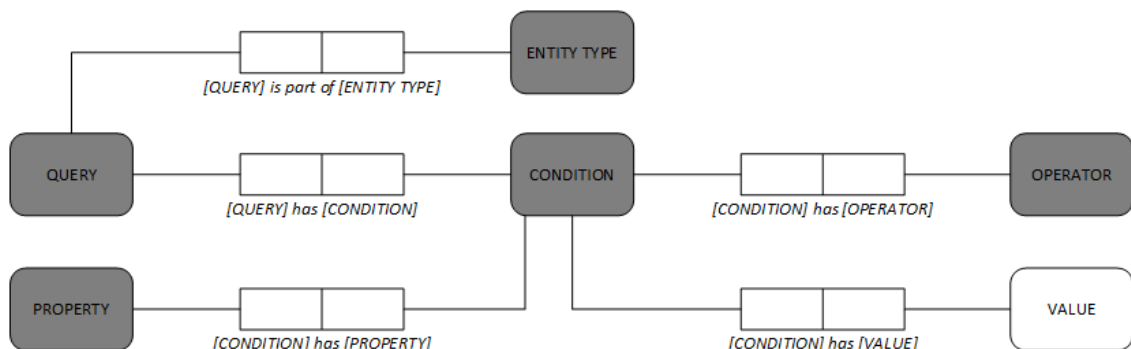 ENTITY TYPE
[QUERY] is part of [ENTITY TYPE]
QUERY
CONDITION
OPERATOR
[QUERY] has [CONDITION]
[CONDITION] has [OPERATOR]
PROPERTY
VALUE
[CONDITION] has [PROPERTY]
[CONDITION] has [VALUE]